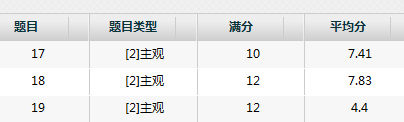 题目 题目类型 满分 平均分
17 [2]主观 10 7.41
18 [2]主观 12 7.83
19 [2]主观 12 4.4